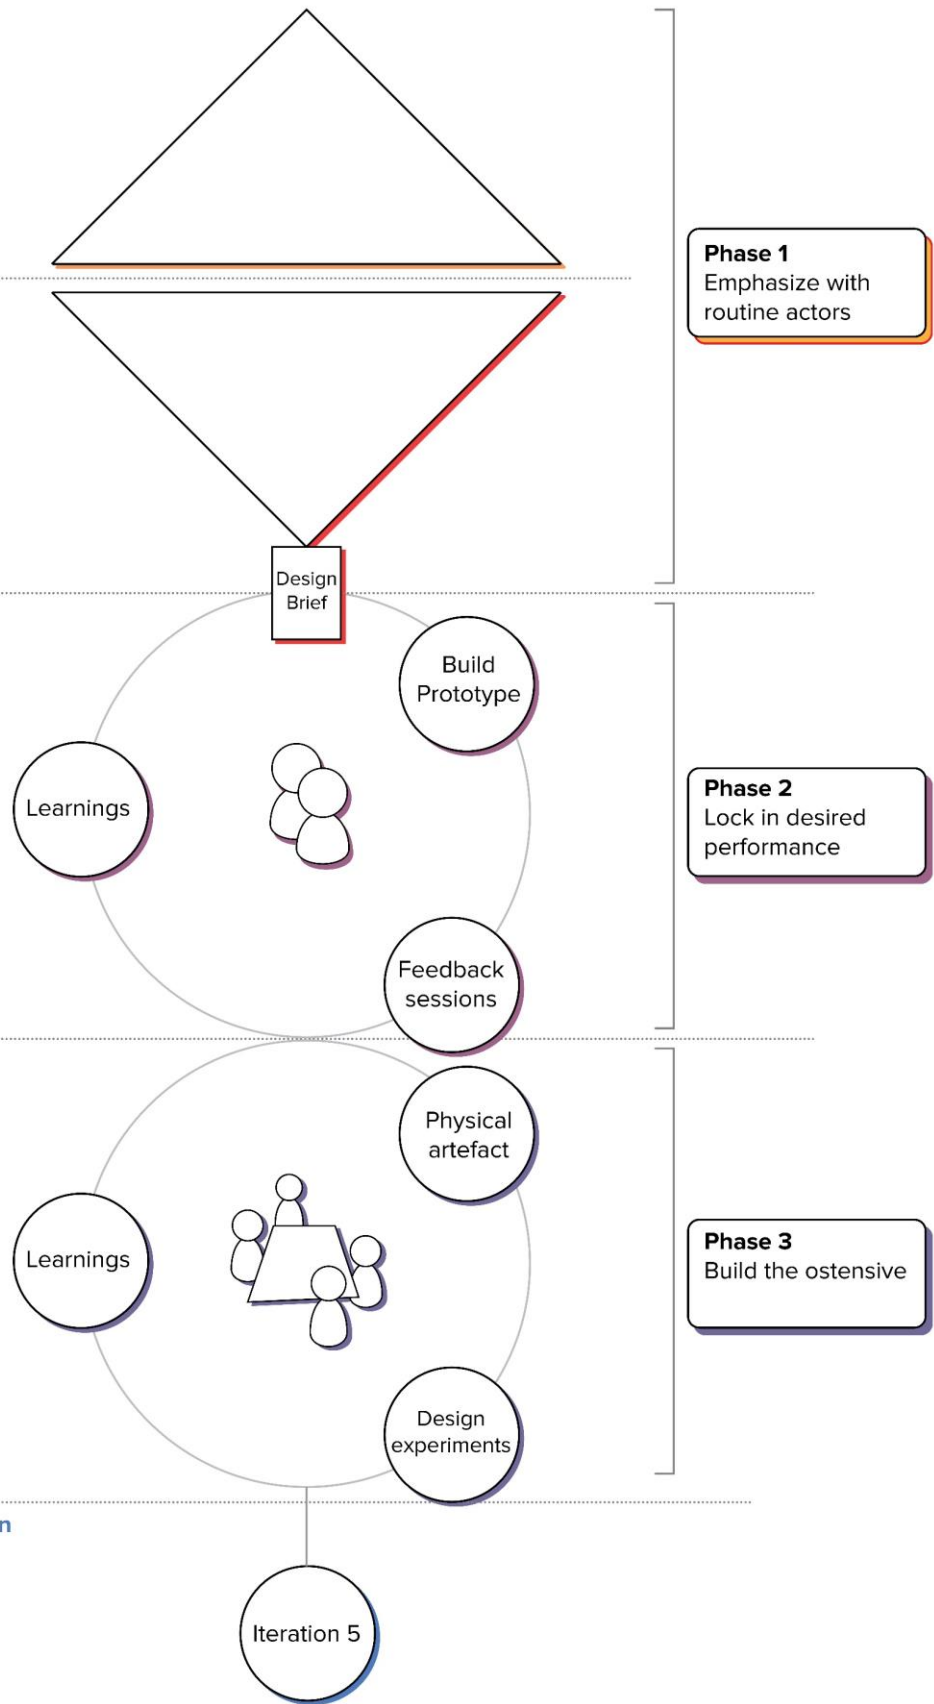 Phase 1
Emphasize with
routine actors
Design
Brief
Build
Prototype
Learnings
Phase 2
Lock in desired
performance
Feedback
sessions
Physical
artefact
Learnings
Phase 3
Build the ostensive
Design
experiments
n
Iteration 5